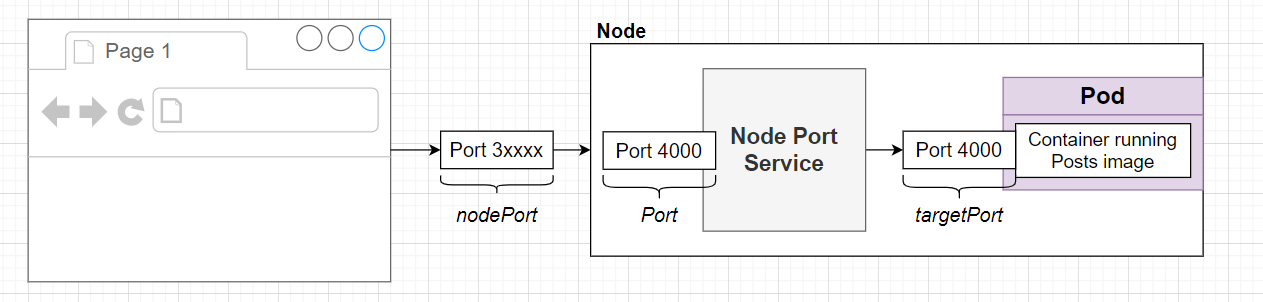 Page 1
Node
Port 3xxxx
nodePort
Port 4000
Port
Node Port
Service
Port 4000
targetPort
Pod
Container running
Posts image